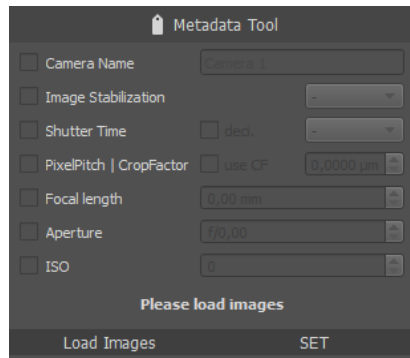 Metadata Tool
Camera Name Camera 1
Image Stabilization -
Shutter Time deci. -
PixelPitch | CropFactor use CF 0,0000 µm
Focal length 0,00 mm
Aperture f/0,00
ISO 0
Please load images
Load Images SET